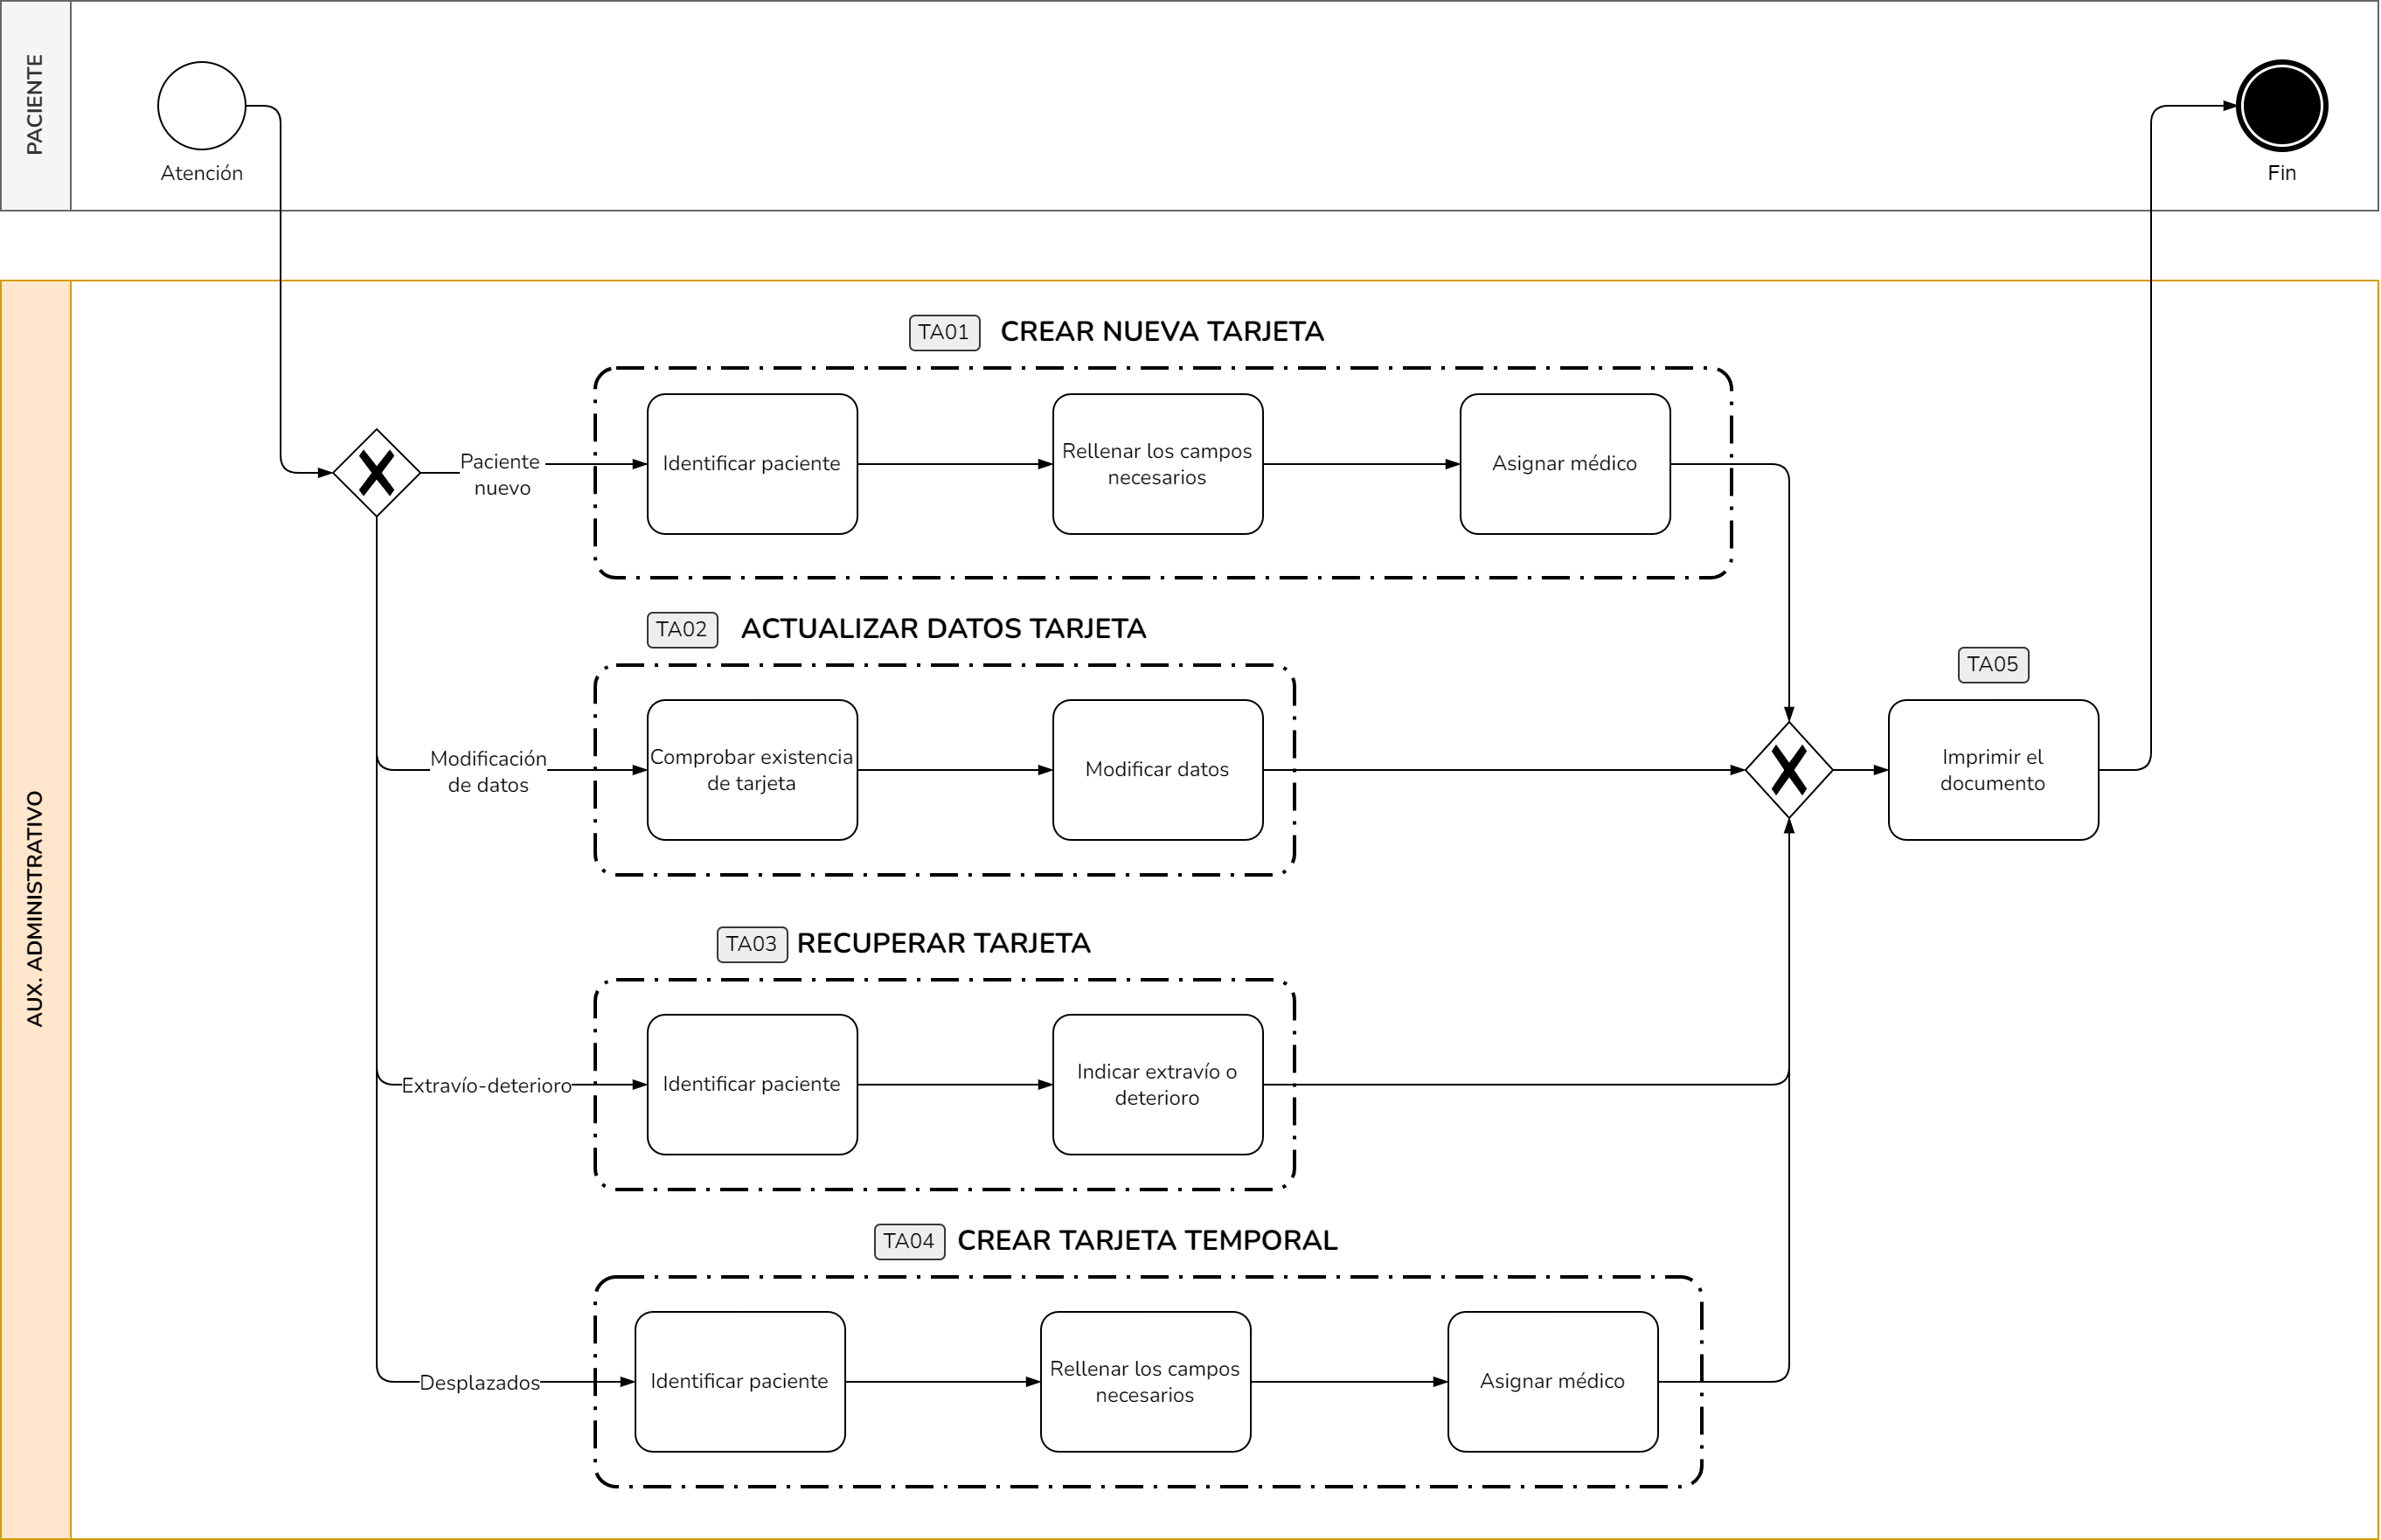 PACIENTE
Atención
Fin
AUX. ADMINISTRATIVO
TA01 CREAR NUEVA TARJETA
Paciente
nuevo
Identificar paciente
Rellenar los campos
necesarios
Asignar médico
TA02 ACTUALIZAR DATOS TARJETA
Modificación
de datos
Comprobar existencia
de tarjeta
Modificar datos
TA05
Imprimir el
documento
TA03 RECUPERAR TARJETA
Extravío-deterioro
Identificar paciente
Indicar extravío o
deterioro
TA04 CREAR TARJETA TEMPORAL
Desplazados
Identificar paciente
Rellenar los campos
necesarios
Asignar médico